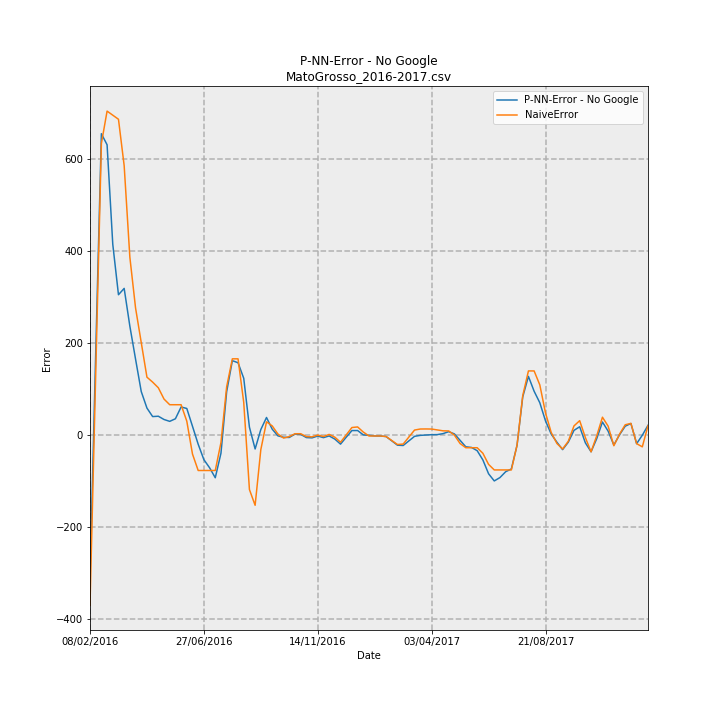 P-NN-Error - No Google
MatoGrosso_2016-2017.csv
P-NN-Error - No Google
NaiveError
600
400
200
0
−200
−400
Error
08/02/2016
27/06/2016
14/11/2016
03/04/2017
21/08/2017
Date